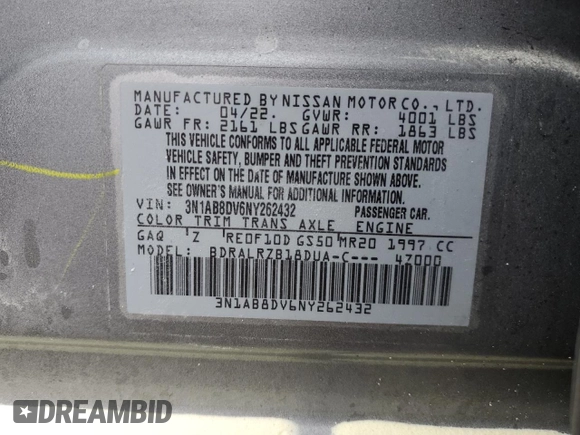 MANUFACTURED BY NISSAN MOTOR CO., LTD.
DATE: 04/22. GVWR: 4001 LBS
GAWR FR: 2161 LBS GAWR RR: 1863 LBS
THIS VEHICLE CONFORMS TO ALL APPLICABLE FEDERAL MOTOR
VEHICLE SAFETY, BUMPER AND THEFT PREVENTION STANDARDS
IN EFFECT ON THE DATE OF MANUFACTURE SHOWN ABOVE.
SEE OWNER'S MANUAL FOR ADDITIONAL INFORMATION.
VIN: 3N1AB8DV6NY262432 PASSENGER CAR.
COLOR TRIM TRANS AXLE ENGINE
GAQ Z RE0F10D GS50 MR20 1997 CC
MODEL: BDRALRZB18DUA-C--- 47000
3N1AB8DV6NY262432
DREAMBID